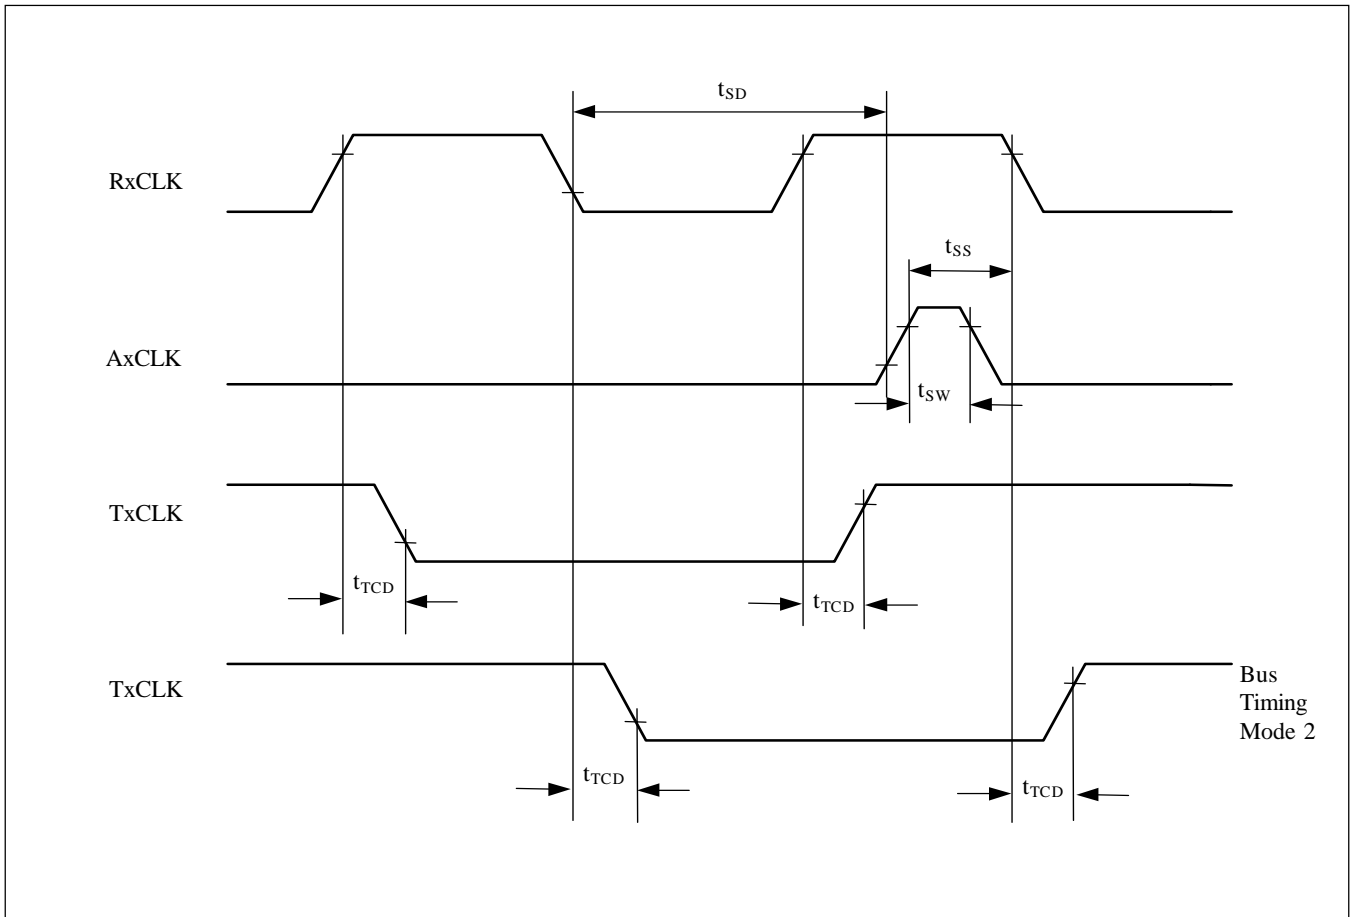 tSD
RxCLK
tSS
AxCLK
tSW
TxCLK
tTCD
tTCD
TxCLK
Bus
Timing
Mode 2
tTCD
tTCD